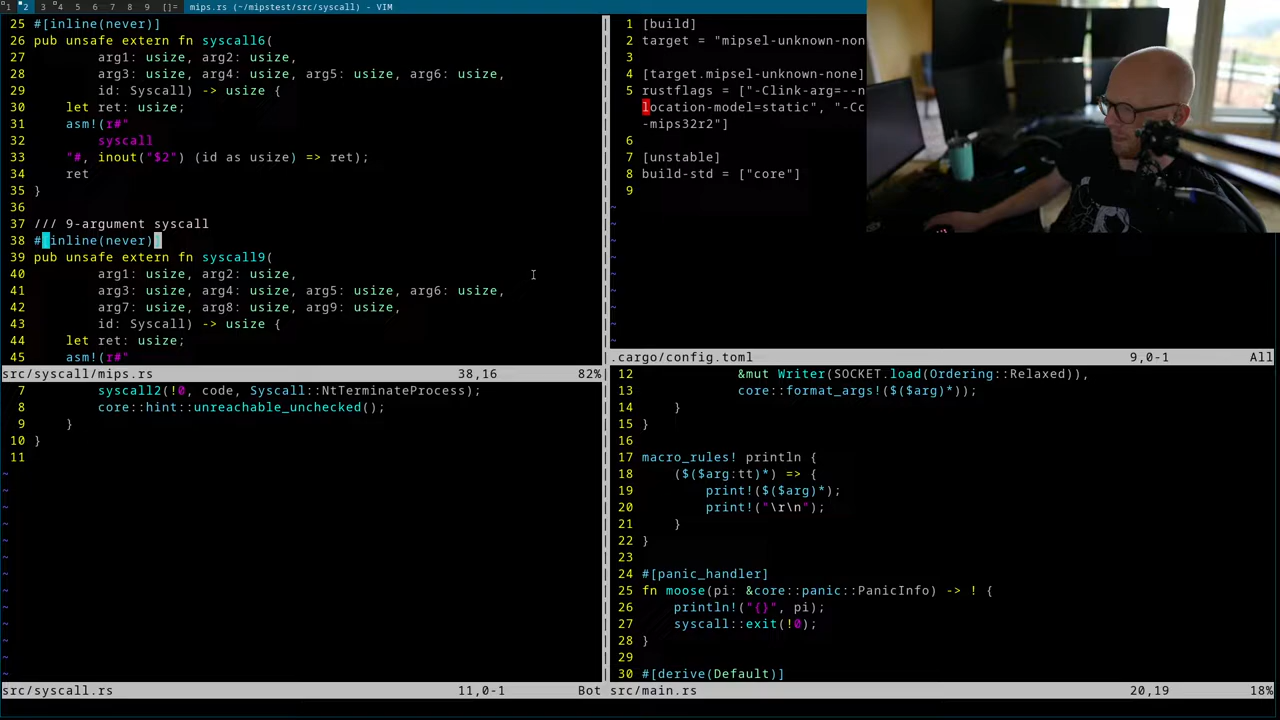 1 2 3 4 5 6 7 8 9 []= mips.rs (~/mipstest/src/syscall) - VIM
25 #[inline(never)]
26 pub unsafe extern fn syscall6(
27         arg1: usize, arg2: usize,
28         arg3: usize, arg4: usize, arg5: usize, arg6: usize,
29         id: Syscall) -> usize {
30     let ret: usize;
31     asm!(r#"
32         syscall
33     "#, inout("$2") (id as usize) => ret);
34     ret
35 }
36
37 /// 9-argument syscall
38 #[inline(never)]
39 pub unsafe extern fn syscall9(
40         arg1: usize, arg2: usize,
41         arg3: usize, arg4: usize, arg5: usize, arg6: usize,
42         arg7: usize, arg8: usize, arg9: usize,
43         id: Syscall) -> usize {
44     let ret: usize;
45     asm!(r#"
src/syscall/mips.rs 38,16 82%
7         syscall2(!0, code, Syscall::NtTerminateProcess);
8         core::hint::unreachable_unchecked();
9     }
10 }
11
~
~
~
~
~
~
~
~
~
~
~
~
~
src/syscall.rs 11,0-1 Bot
1 [build]
2 target = "mipsel-unknown-non
3
4 [target.mipsel-unknown-none]
5 rustflags = ["-Clink-arg=--n
location-model=static", "-Cc
-mips32r2"]
6
7 [unstable]
8 build-std = ["core"]
9
~
~
~
~
~
~
~
~
~
.cargo/config.toml 9,0-1 All
12             &mut Writer(SOCKET.load(Ordering::Relaxed)),
13             core::format_args!($($arg)*));
14     }
15 }
16
17 macro_rules! println {
18     ($($arg:tt)*) => {
19         print!($($arg)*);
20         print!("\r\n");
21     }
22 }
23
24 #[panic_handler]
25 fn moose(pi: &core::panic::PanicInfo) -> ! {
26     println!("{}", pi);
27     syscall::exit(!0);
28 }
29
30 #[derive(Default)]
src/main.rs 20,19 18%